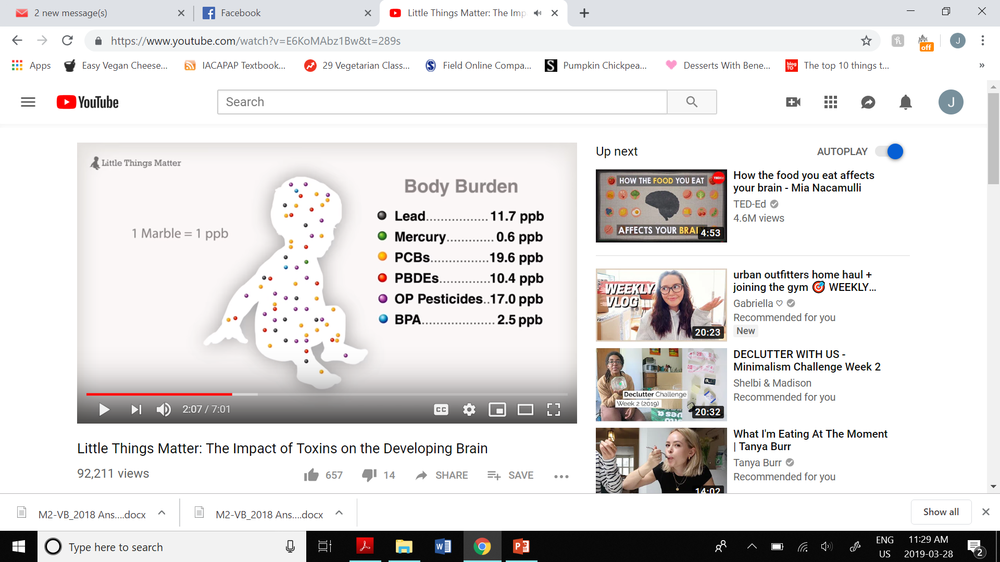 2 new message(s)
Facebook
Little Things Matter: The Imp
https://www.youtube.com/watch?v=E6KoMAbz1Bw&t=289s
off
J
Apps
Easy Vegan Cheese...
IACAPAP Textbook...
29 Vegetarian Class...
Field Online Compa...
Pumpkin Chickpea...
Desserts With Bene...
blogTO
The top 10 things t...
»
YouTube
Search
J
Little Things Matter
Body Burden
1 Marble = 1 ppb
Lead................. 11.7 ppb
Mercury............. 0.6 ppb
PCBs................19.6 ppb
PBDEs.............10.4 ppb
OP Pesticides..17.0 ppb
BPA.................... 2.5 ppb
2:07 / 7:01
CC
Little Things Matter: The Impact of Toxins on the Developing Brain
92,211 views
657
14
SHARE
SAVE
Up next
AUTOPLAY
HOW THE FOOD YOU EAT
TEDEd
AFFECTS YOUR BRAI
4:53
How the food you eat affects
your brain - Mia Nacamulli
TED-Ed
4.6M views
WEEKLY
VLOG
20:23
urban outfitters home haul +
joining the gym 🎯 WEEKLY...
Gabriella ♡
Recommended for you
New
Declutter Challenge
Week 2 (2019)
20:32
DECLUTTER WITH US -
Minimalism Challenge Week 2
Shelbi & Madison
Recommended for you
14:02
What I'm Eating At The Moment
| Tanya Burr
Tanya Burr
Recommended for you
M2-VB_2018 Ans....docx
M2-VB_2018 Ans....docx
Show all
Type here to search
ENG
US
11:29 AM
2019-03-28
2